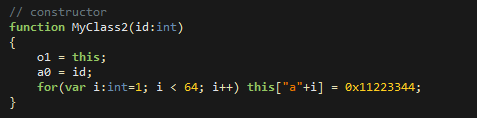 // constructor
function MyClass2(id:int)
{
    o1 = this;
    a0 = id;
    for(var i:int=1; i < 64; i++) this["a"+i] = 0x11223344;
}